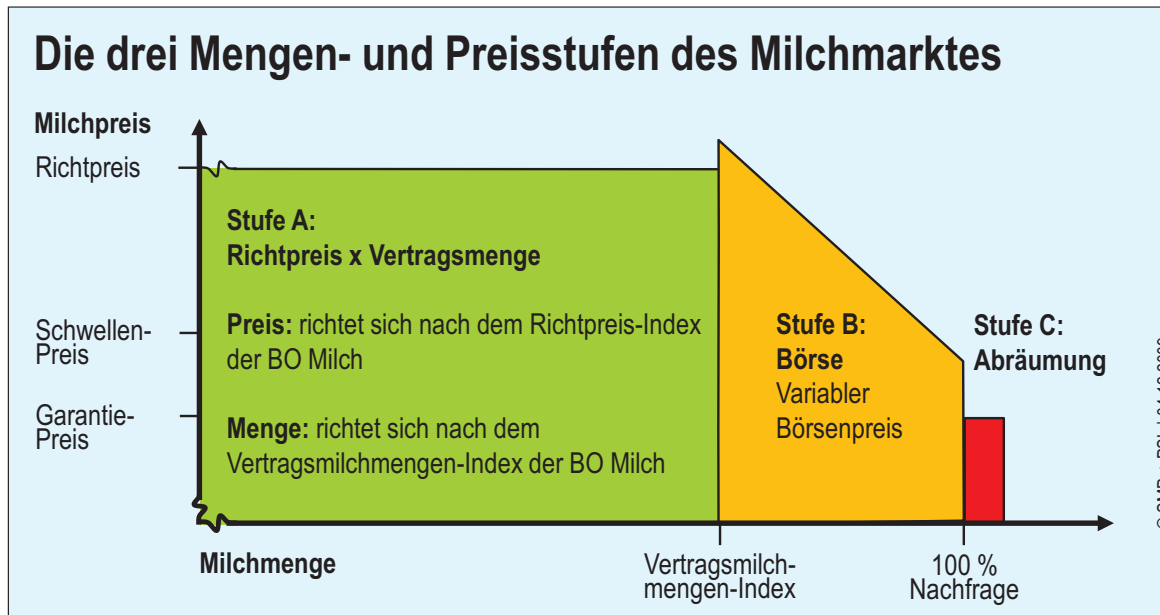 Die drei Mengen- und Preisstufen des Milchmarktes
Milchpreis
Richtpreis
Stufe A:
Richtpreis x Vertragsmenge
Preis: richtet sich nach dem Richtpreis-Index
der BO Milch
Menge: richtet sich nach dem
Vertragsmilchmengen-Index der BO Milch
Schwellen-
Preis
Garantie-
Preis
Stufe B:
Börse
Variabler
Börsenpreis
Stufe C:
Abräumung
Milchmenge
Vertragsmilch-
mengen-Index
100 %
Nachfrage